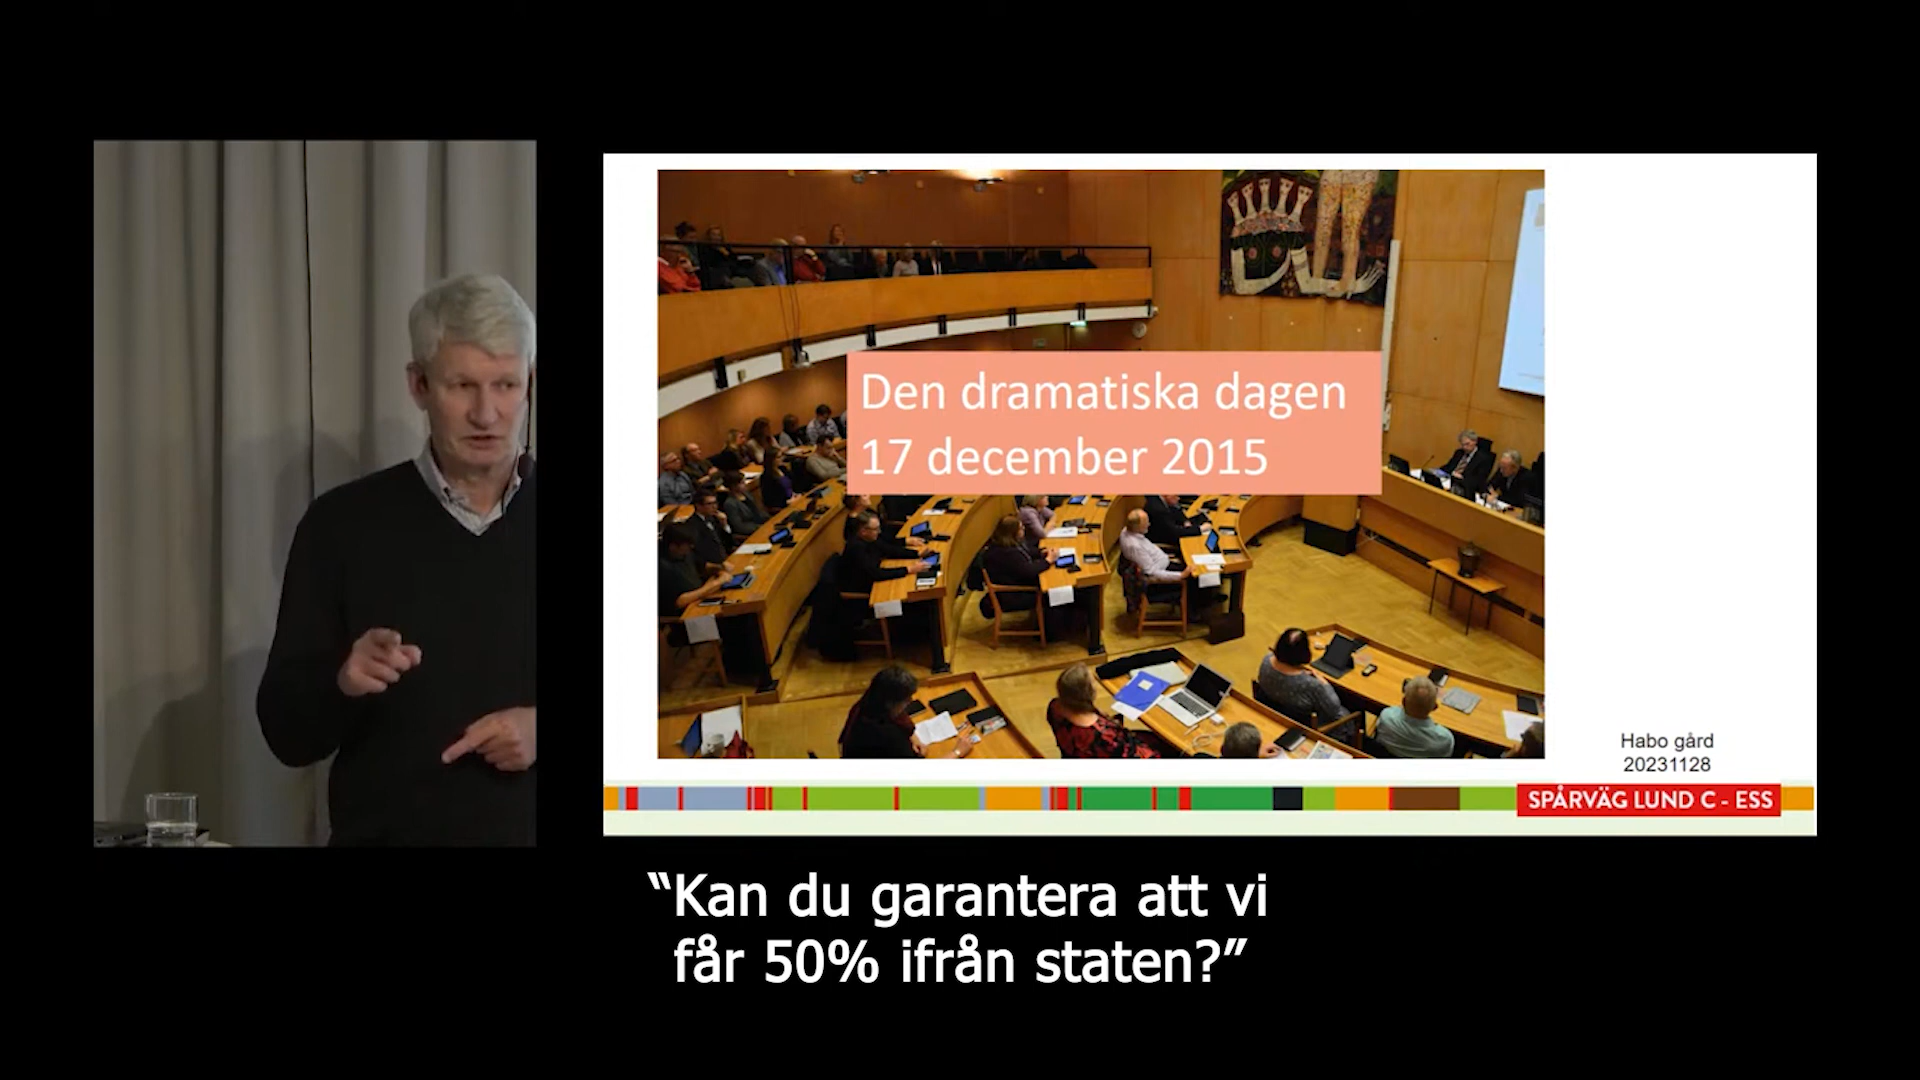 Den dramatiska dagen
17 december 2015
Habo gård
20231128
SPÅRVÄG LUND C - ESS
“Kan du garantera att vi
får 50% ifrån staten?”